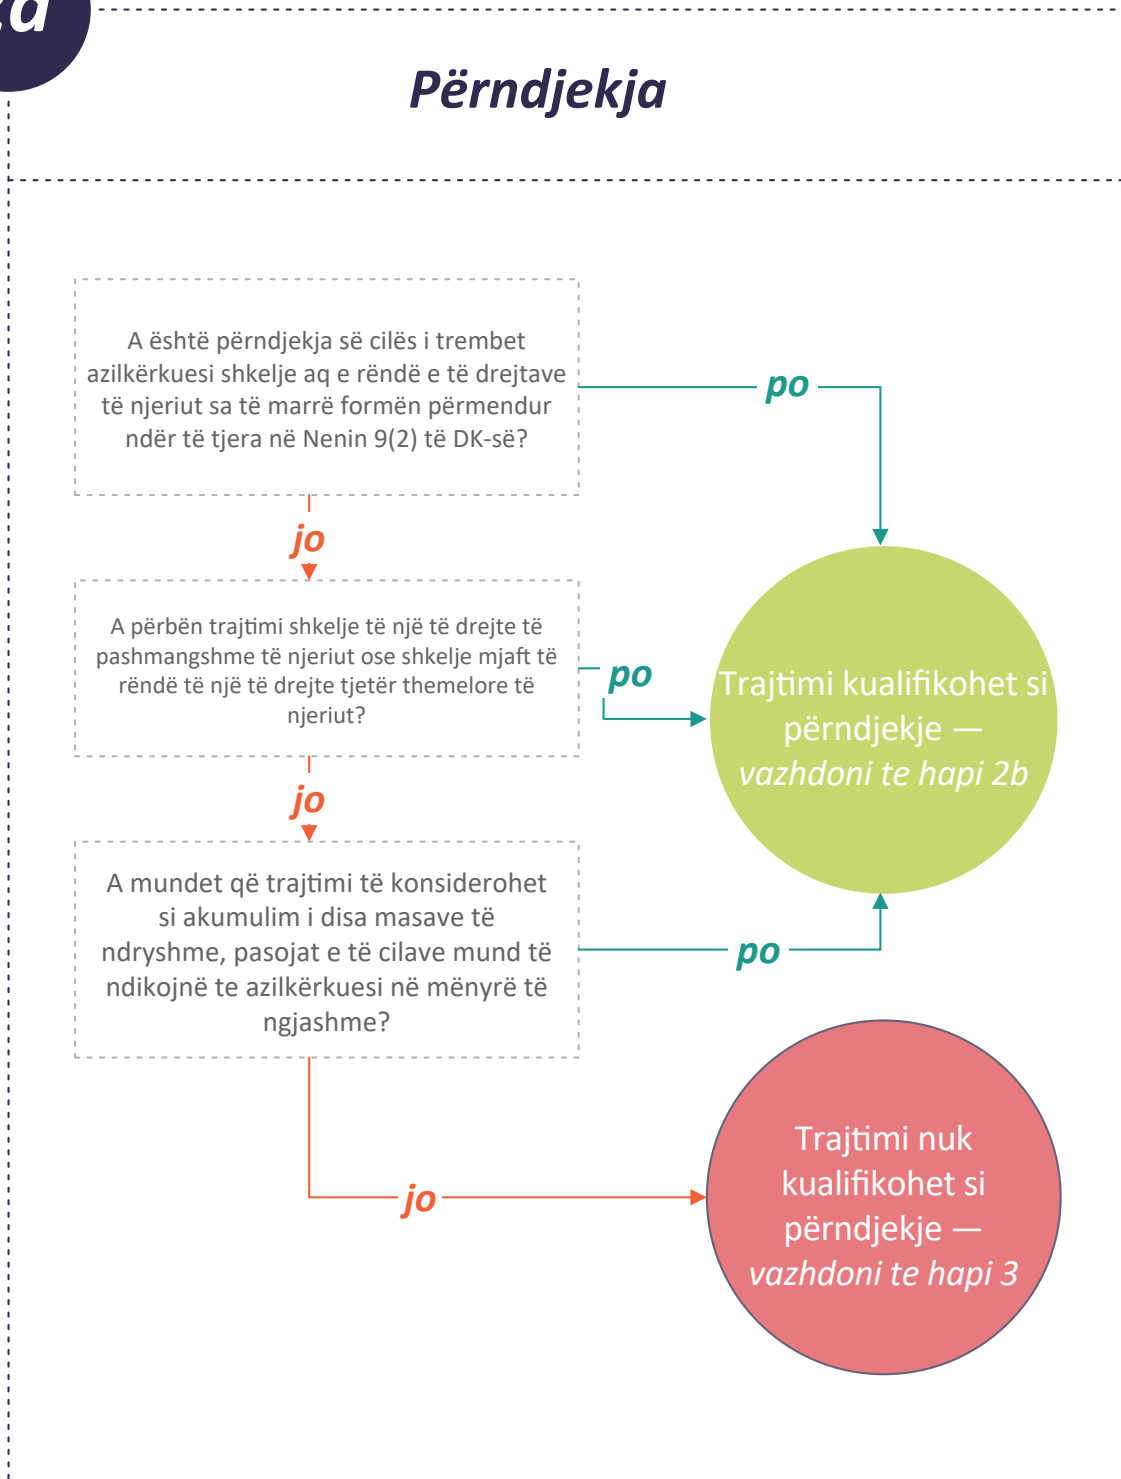 Përndjekja
A është përndjekja së cilës i trembet
azilkërkuesi shkelje aq e rëndë e të drejtave
të njeriut sa të marrë formën përmendur
ndër të tjera në Nenin 9(2) të DK-së?
po
jo
A përbën trajtimi shkelje të një të drejte të
pashmangshme të njeriut ose shkelje mjaft të
rëndë të një të drejte tjetër themelore të
njeriut?
po
Trajtimi kualifikohet si
përndjekje —
vazhdoni te hapi 2b
jo
A mundet që trajtimi të konsiderohet
si akumulim i disa masave të
ndryshme, pasojat e të cilave mund të
ndikojnë te azilkërkuesi në mënyrë të
ngjashme?
po
jo
Trajtimi nuk
kualifikohet si
përndjekje —
vazhdoni te hapi 3